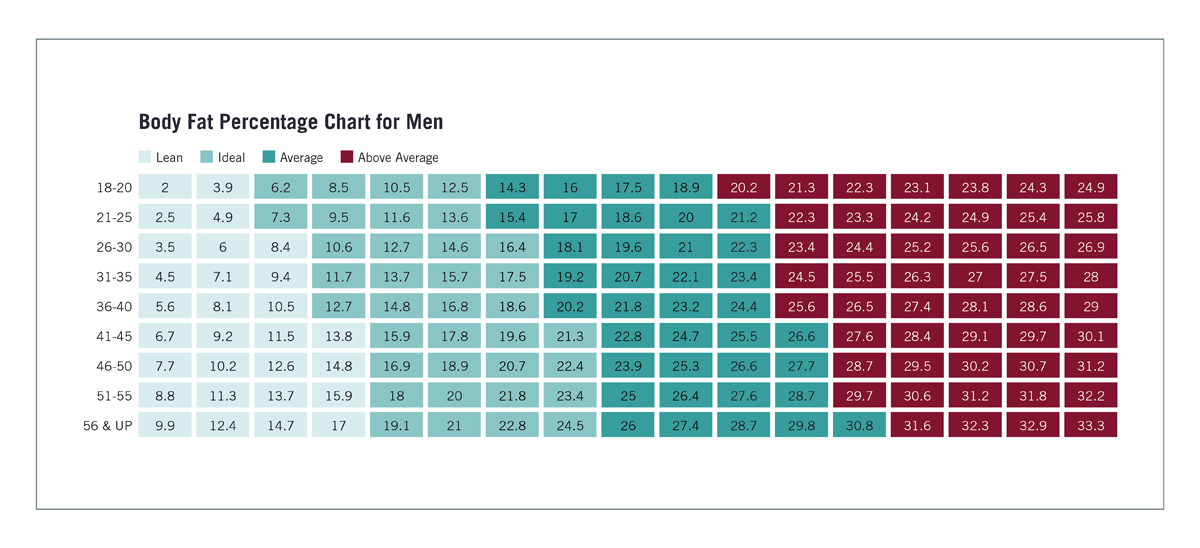 Body Fat Percentage Chart for Men
Lean Ideal Average Above Average
18-20 2 3.9 6.2 8.5 10.5 12.5 14.3 16 17.5 18.9 20.2 21.3 22.3 23.1 23.8 24.3 24.9
21-25 2.5 4.9 7.3 9.5 11.6 13.6 15.4 17 18.6 20 21.2 22.3 23.3 24.2 24.9 25.4 25.8
26-30 3.5 6 8.4 10.6 12.7 14.6 16.4 18.1 19.6 21 22.3 23.4 24.4 25.2 25.6 26.5 26.9
31-35 4.5 7.1 9.4 11.7 13.7 15.7 17.5 19.2 20.7 22.1 23.4 24.5 25.5 26.3 27 27.5 28
36-40 5.6 8.1 10.5 12.7 14.8 16.8 18.6 20.2 21.8 23.2 24.4 25.6 26.5 27.4 28.1 28.6 29
41-45 6.7 9.2 11.5 13.8 15.9 17.8 19.6 21.3 22.8 24.7 25.5 26.6 27.6 28.4 29.1 29.7 30.1
46-50 7.7 10.2 12.6 14.8 16.9 18.9 20.7 22.4 23.9 25.3 26.6 27.7 28.7 29.5 30.2 30.7 31.2
51-55 8.8 11.3 13.7 15.9 18 20 21.8 23.4 25 26.4 27.6 28.7 29.7 30.6 31.2 31.8 32.2
56 & UP 9.9 12.4 14.7 17 19.1 21 22.8 24.5 26 27.4 28.7 29.8 30.8 31.6 32.3 32.9 33.3